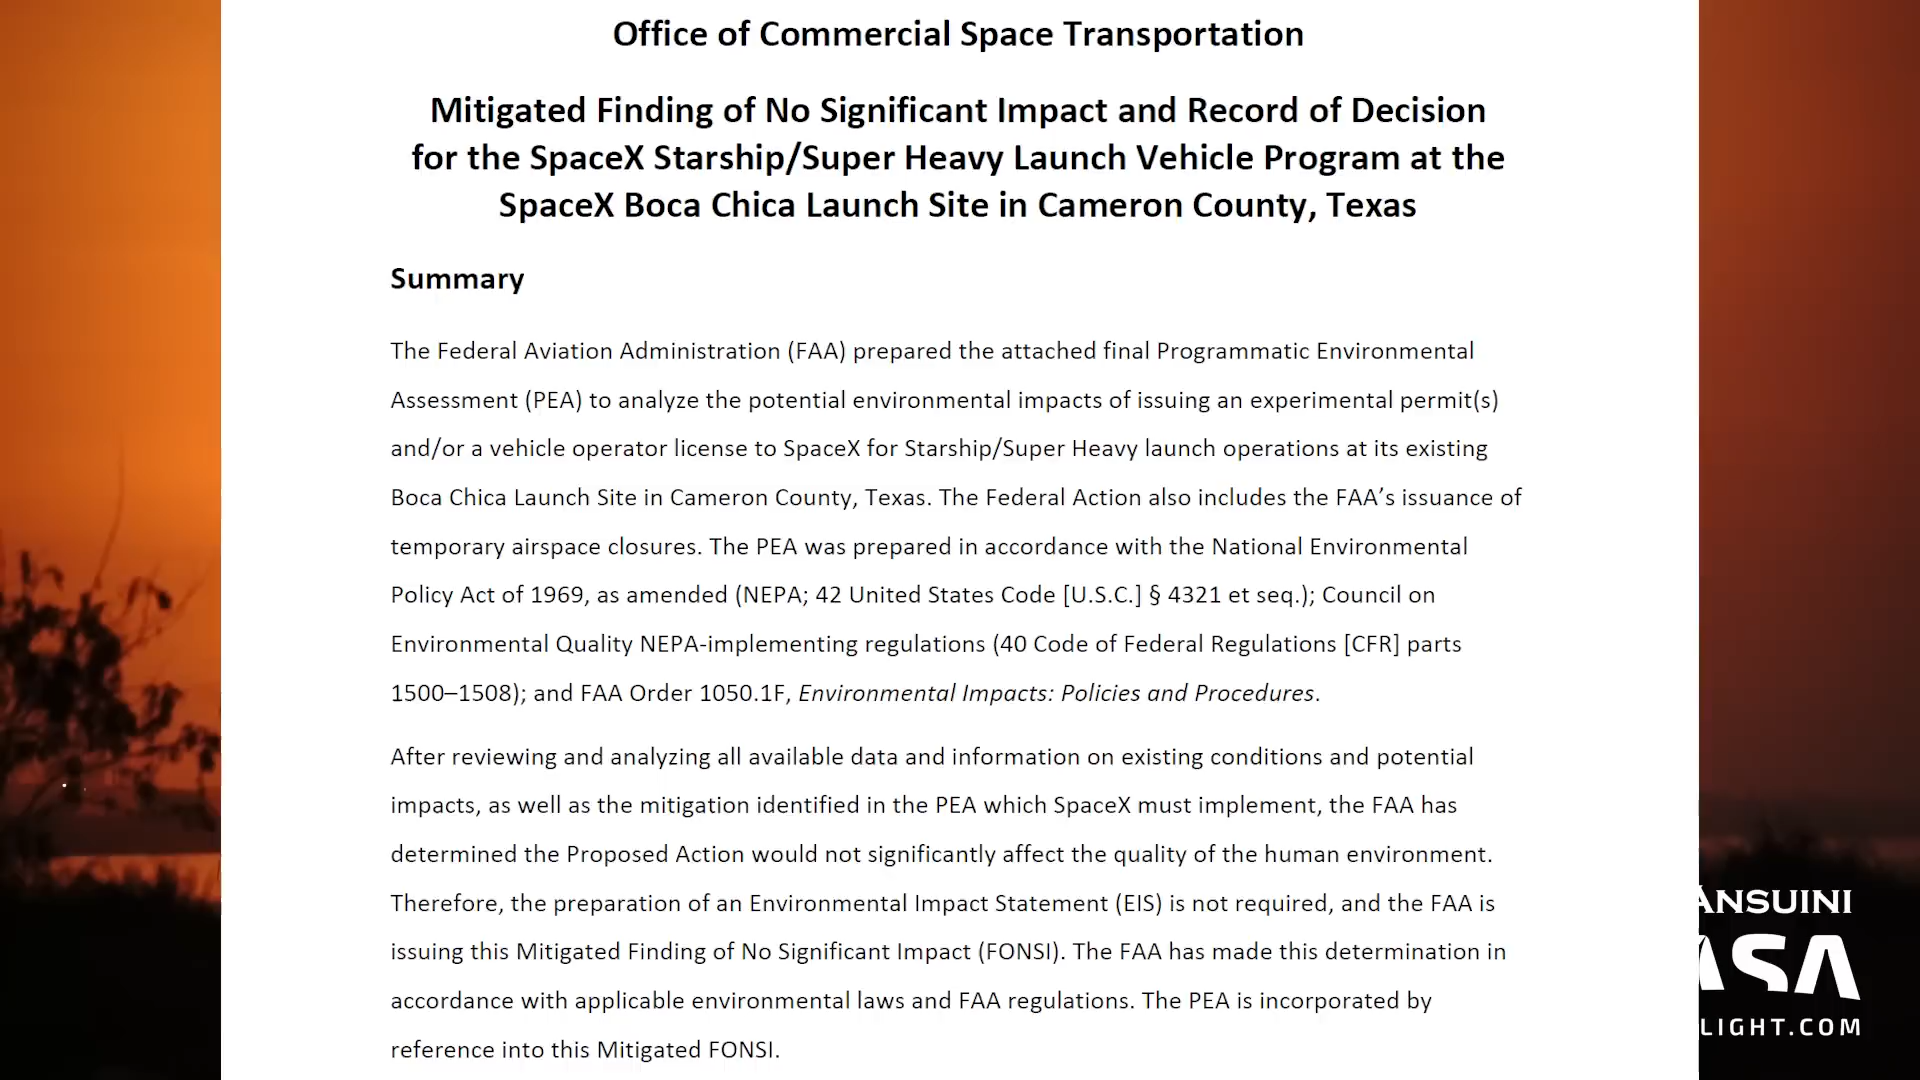 Office of Commercial Space Transportation
Mitigated Finding of No Significant Impact and Record of Decision
for the SpaceX Starship/Super Heavy Launch Vehicle Program at the
SpaceX Boca Chica Launch Site in Cameron County, Texas
Summary
The Federal Aviation Administration (FAA) prepared the attached final Programmatic Environmental
Assessment (PEA) to analyze the potential environmental impacts of issuing an experimental permit(s)
and/or a vehicle operator license to SpaceX for Starship/Super Heavy launch operations at its existing
Boca Chica Launch Site in Cameron County, Texas. The Federal Action also includes the FAA’s issuance of
temporary airspace closures. The PEA was prepared in accordance with the National Environmental
Policy Act of 1969, as amended (NEPA; 42 United States Code [U.S.C.] § 4321 et seq.); Council on
Environmental Quality NEPA-implementing regulations (40 Code of Federal Regulations [CFR] parts
1500–1508); and FAA Order 1050.1F, Environmental Impacts: Policies and Procedures.
After reviewing and analyzing all available data and information on existing conditions and potential
impacts, as well as the mitigation identified in the PEA which SpaceX must implement, the FAA has
determined the Proposed Action would not significantly affect the quality of the human environment.
Therefore, the preparation of an Environmental Impact Statement (EIS) is not required, and the FAA is
issuing this Mitigated Finding of No Significant Impact (FONSI). The FAA has made this determination in
accordance with applicable environmental laws and FAA regulations. The PEA is incorporated by
reference into this Mitigated FONSI.
ANSUINI
ASA
LIGHT.COM